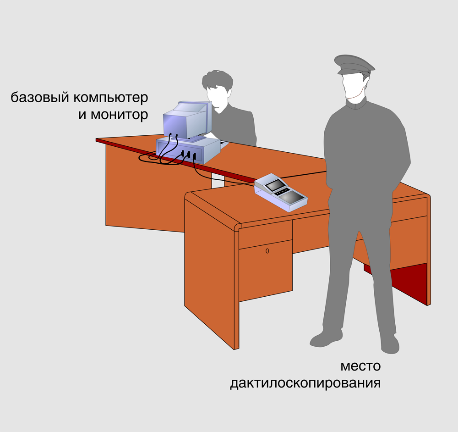 базовый компьютер
и монитор
место
дактилоскопирования